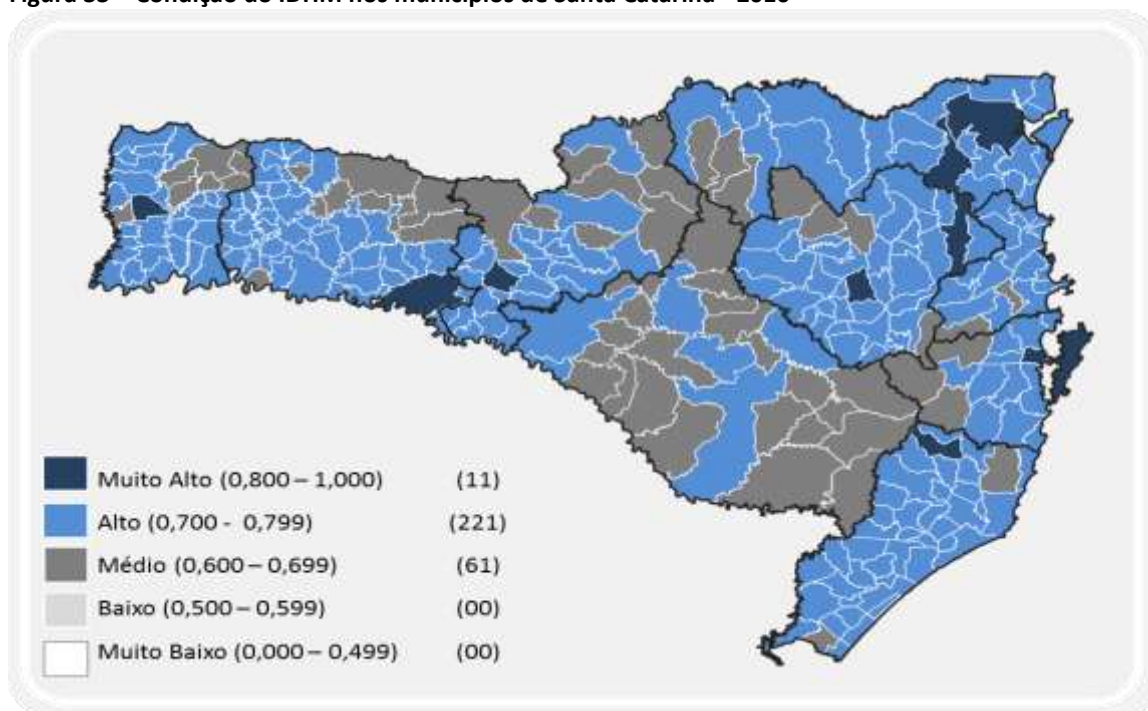 Muito Alto (0,800 – 1,000) (11)
Alto (0,700 - 0,799) (221)
Médio (0,600 – 0,699) (61)
Baixo (0,500 – 0,599) (00)
Muito Baixo (0,000 – 0,499) (00)